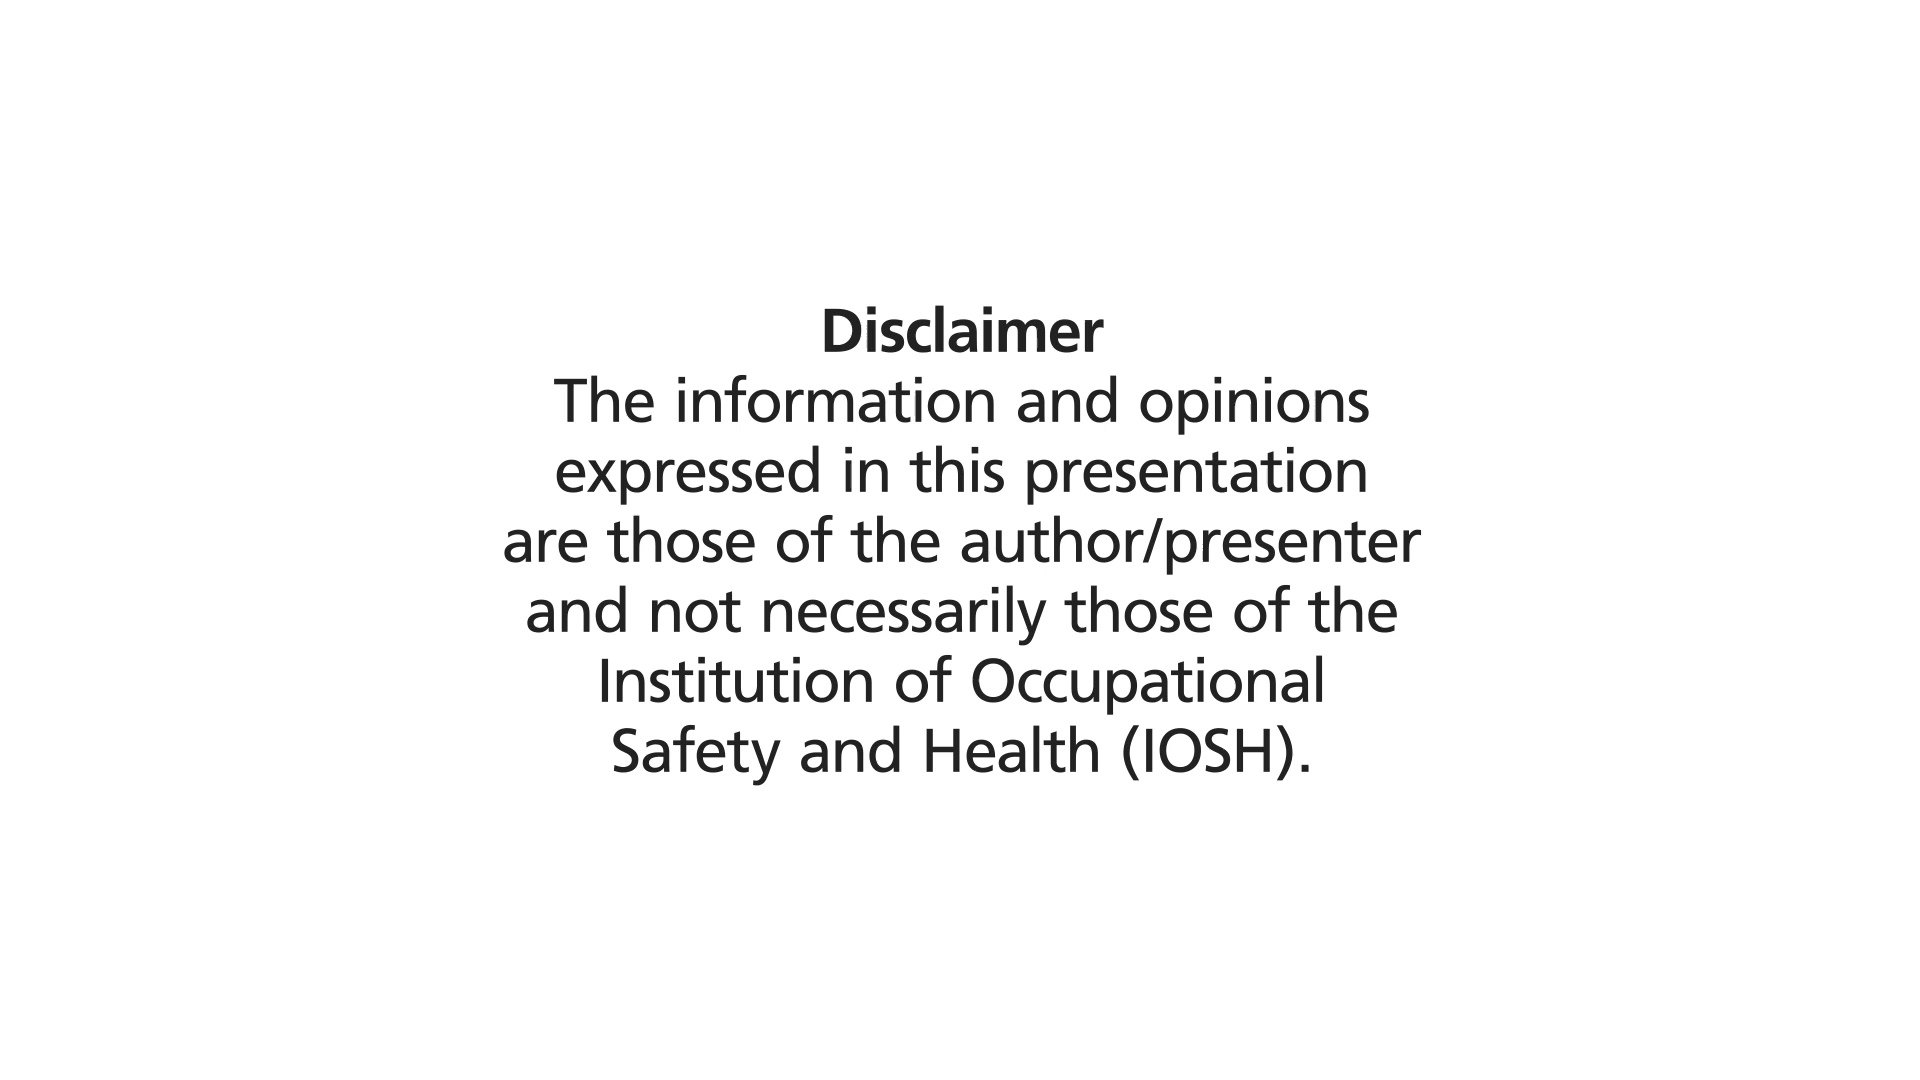 Disclaimer
The information and opinions
expressed in this presentation
are those of the author/presenter
and not necessarily those of the
Institution of Occupational
Safety and Health (IOSH).